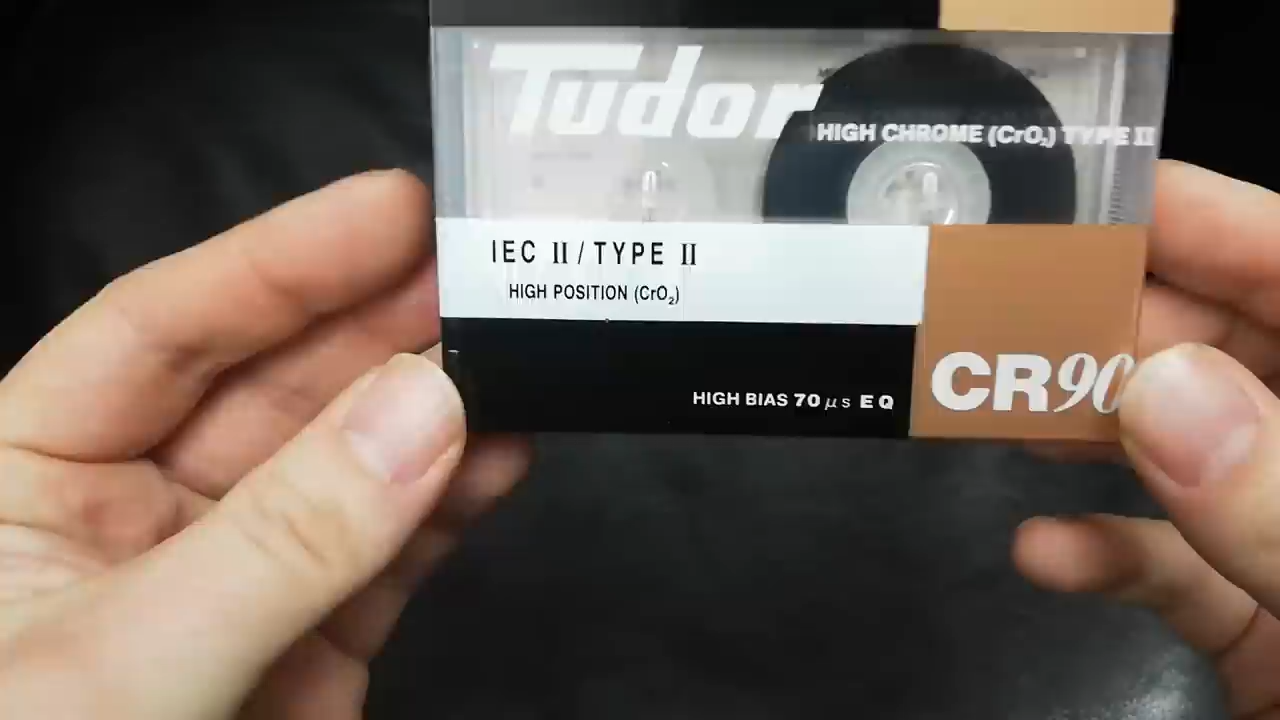 Tudor
HIGH CHROME (CrO₂) TYPE II
IEC II / TYPE II
HIGH POSITION (CrO₂)
HIGH BIAS 70 μs EQ
CR90